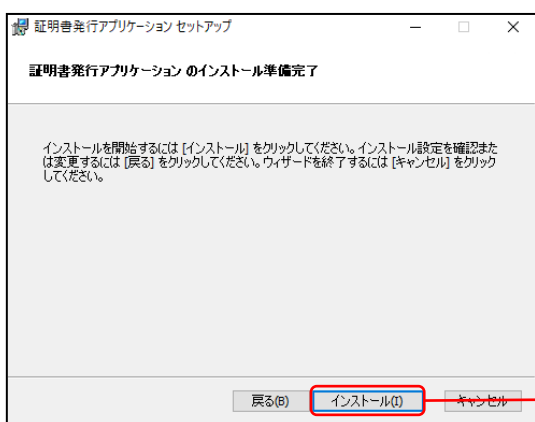 証明書発行アプリケーション セットアップ
証明書発行アプリケーション のインストール準備完了
インストールを開始するには [インストール] をクリックしてください。インストール設定を確認また
は変更するには [戻る] をクリックしてください。ウィザードを終了するには [キャンセル] をクリック
してください。
戻る(B) インストール(I) キャンセル